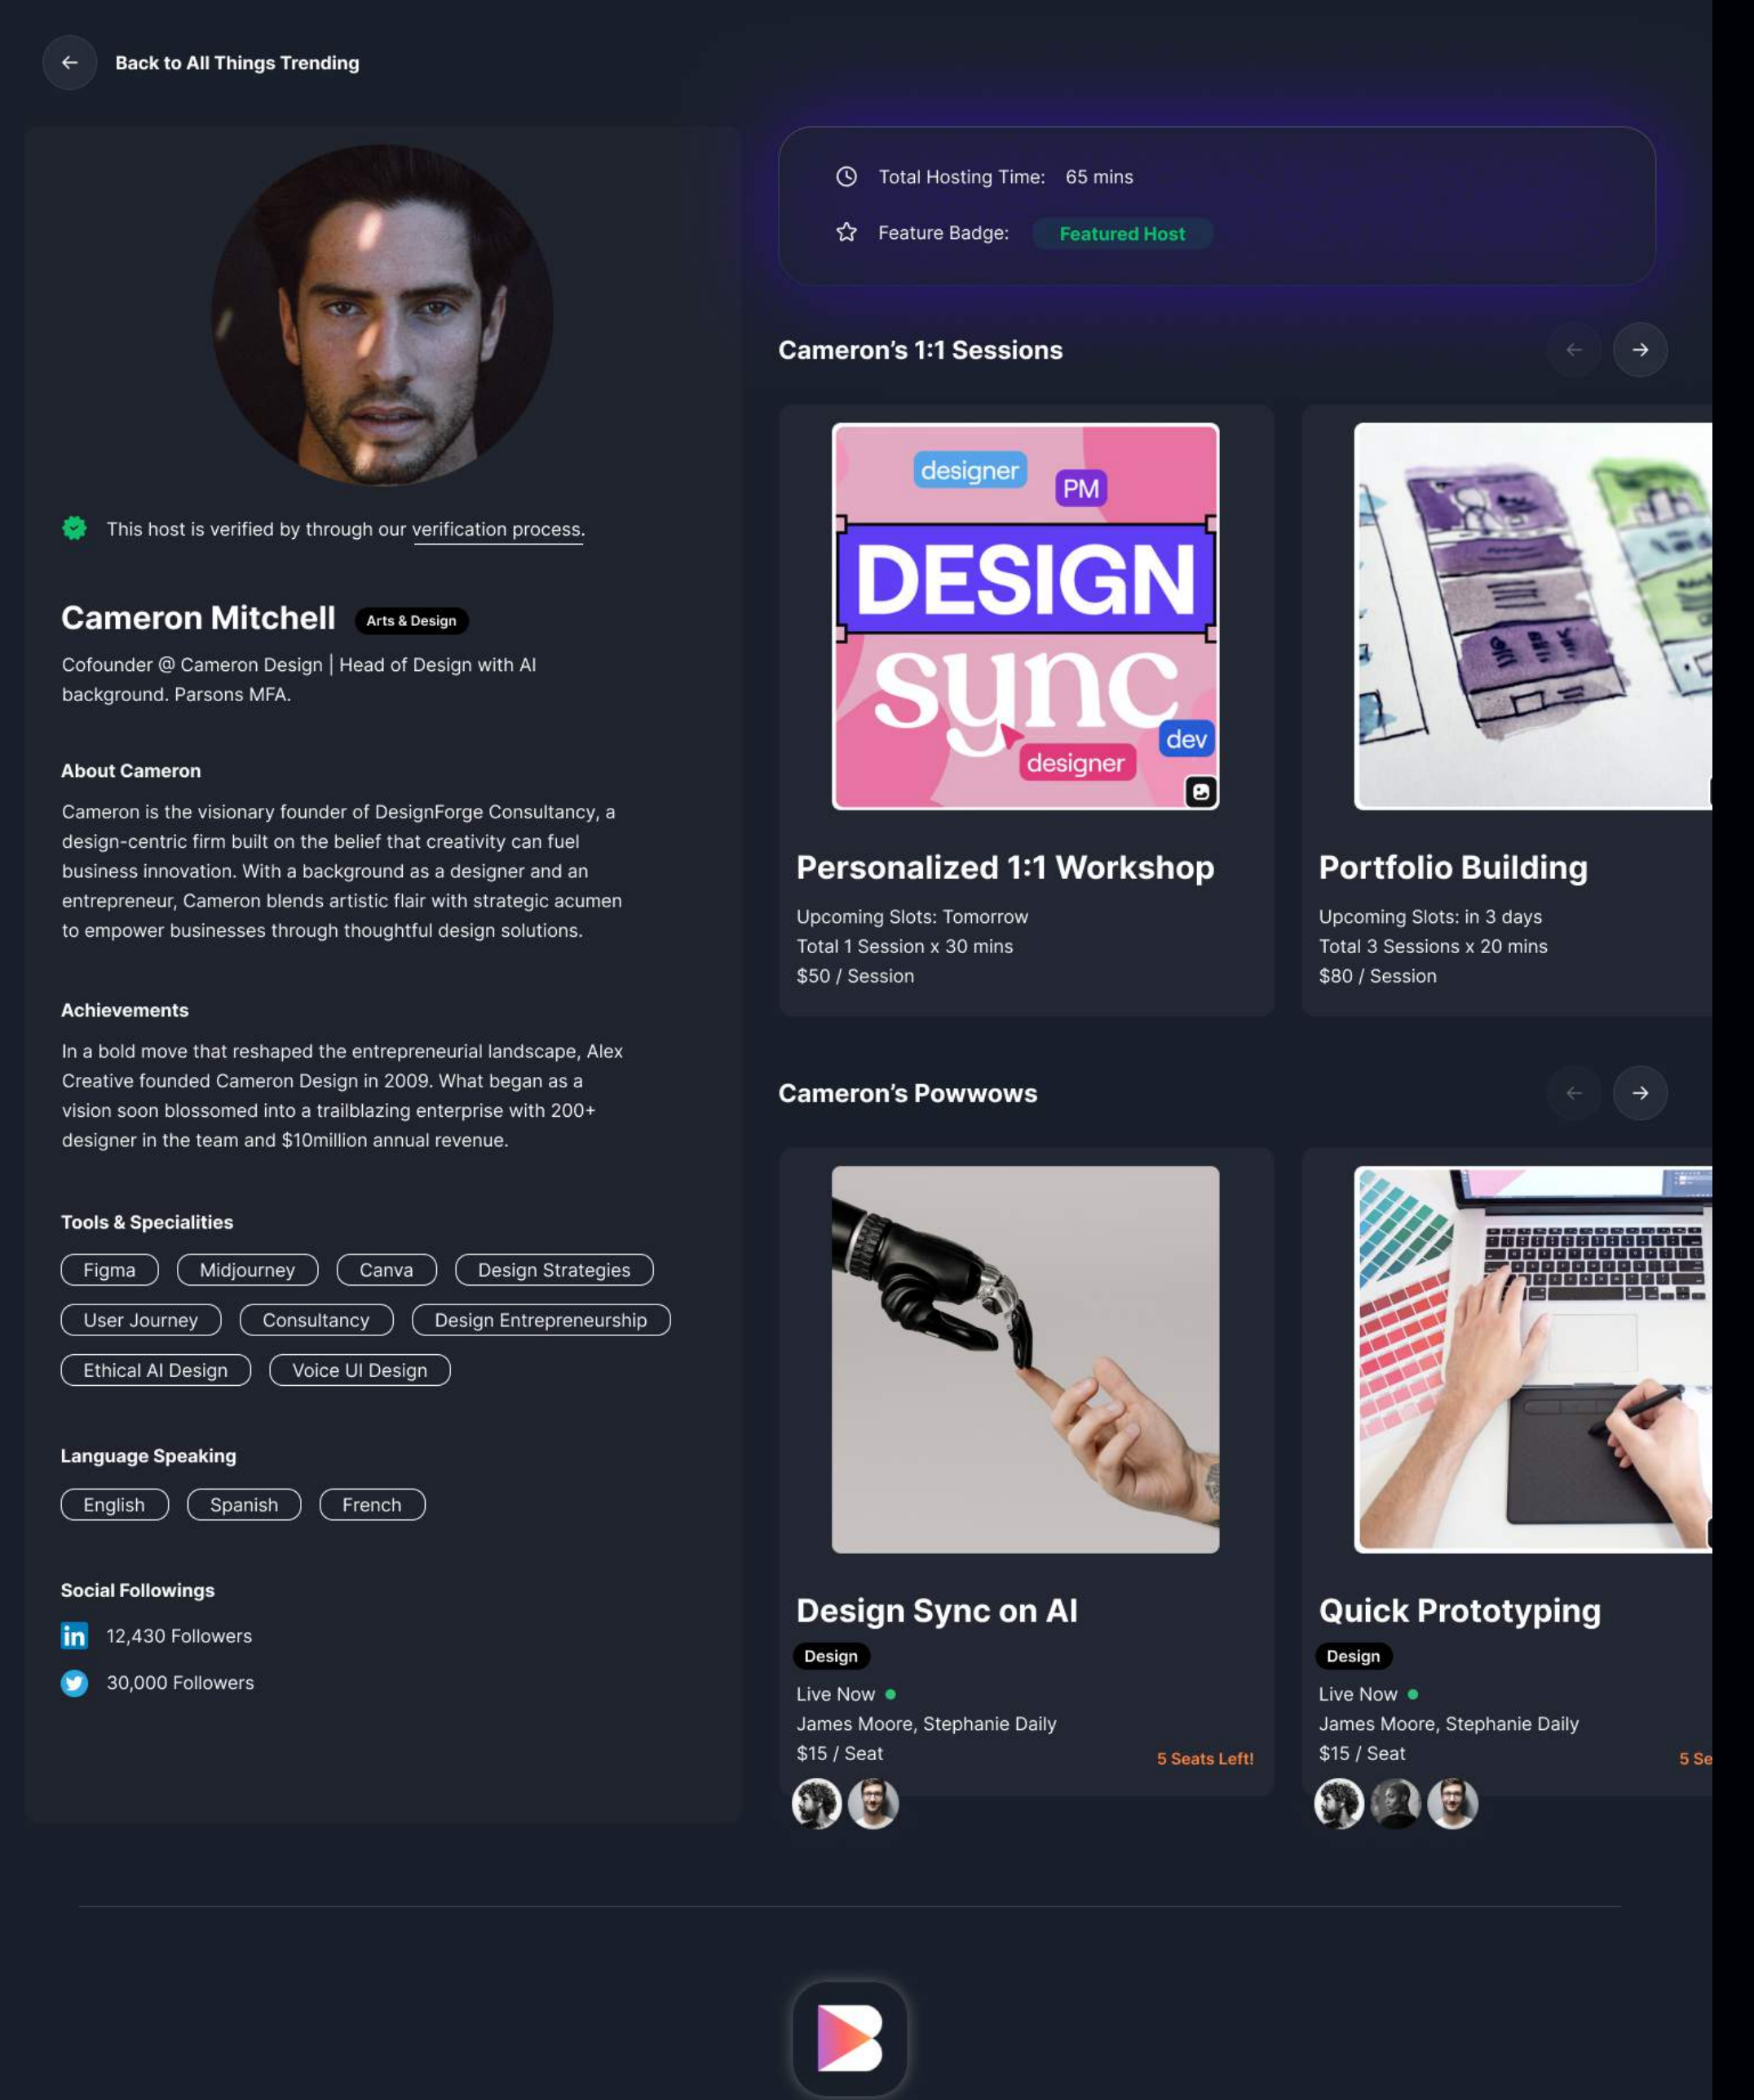 Back to All Things Trending
This host is verified by through our verification process.
Cameron Mitchell
Arts & Design
Cofounder @ Cameron Design | Head of Design with AI
background. Parsons MFA.
About Cameron
Cameron is the visionary founder of DesignForge Consultancy, a
design-centric firm built on the belief that creativity can fuel
business innovation. With a background as a designer and an
entrepreneur, Cameron blends artistic flair with strategic acumen
to empower businesses through thoughtful design solutions.
Achievements
In a bold move that reshaped the entrepreneurial landscape, Alex
Creative founded Cameron Design in 2009. What began as a
vision soon blossomed into a trailblazing enterprise with 200+
designer in the team and $10million annual revenue.
Tools & Specialities
Figma
Midjourney
Canva
Design Strategies
User Journey
Consultancy
Design Entrepreneurship
Ethical AI Design
Voice UI Design
Language Speaking
English
Spanish
French
Social Followings
in
12,430 Followers
30,000 Followers
Total Hosting Time: 65 mins
Feature Badge: Featured Host
Cameron’s 1:1 Sessions
designer
PM
DESIGN
sync
dev
designer
Personalized 1:1 Workshop
Upcoming Slots: Tomorrow
Total 1 Session x 30 mins
$50 / Session
Portfolio Building
Upcoming Slots: in 3 days
Total 3 Sessions x 20 mins
$80 / Session
Cameron’s Powwows
Design Sync on AI
Design
Live Now
James Moore, Stephanie Daily
$15 / Seat
5 Seats Left!
Quick Prototyping
Design
Live Now
James Moore, Stephanie Daily
$15 / Seat
5 Se
B